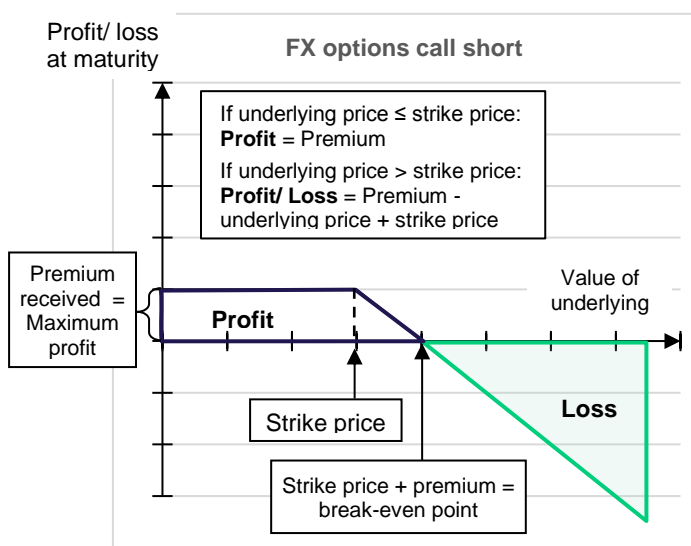 Profit/ loss
at maturity
FX options call short
If underlying price ≤ strike price:
Profit = Premium
If underlying price > strike price:
Profit/ Loss = Premium -
underlying price + strike price
Premium
received =
Maximum
profit
Value of
underlying
Profit
Loss
Strike price
Strike price + premium =
break-even point